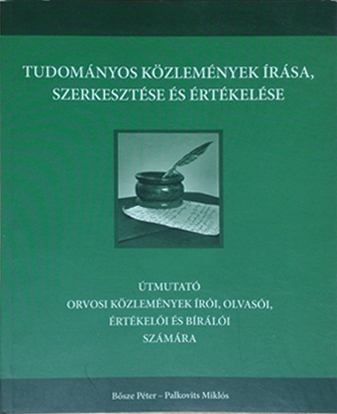 TUDOMÁNYOS KÖZLEMÉNYEK ÍRÁSA,
SZERKESZTÉSE ÉS ÉRTÉKELÉSE
ÚTMUTATÓ
ORVOSI KÖZLEMÉNYEK ÍRÓI, OLVASÓI,
ÉRTÉKELŐI ÉS BÍRÁLÓI
SZÁMÁRA
Bősze Péter – Palkovits Miklós